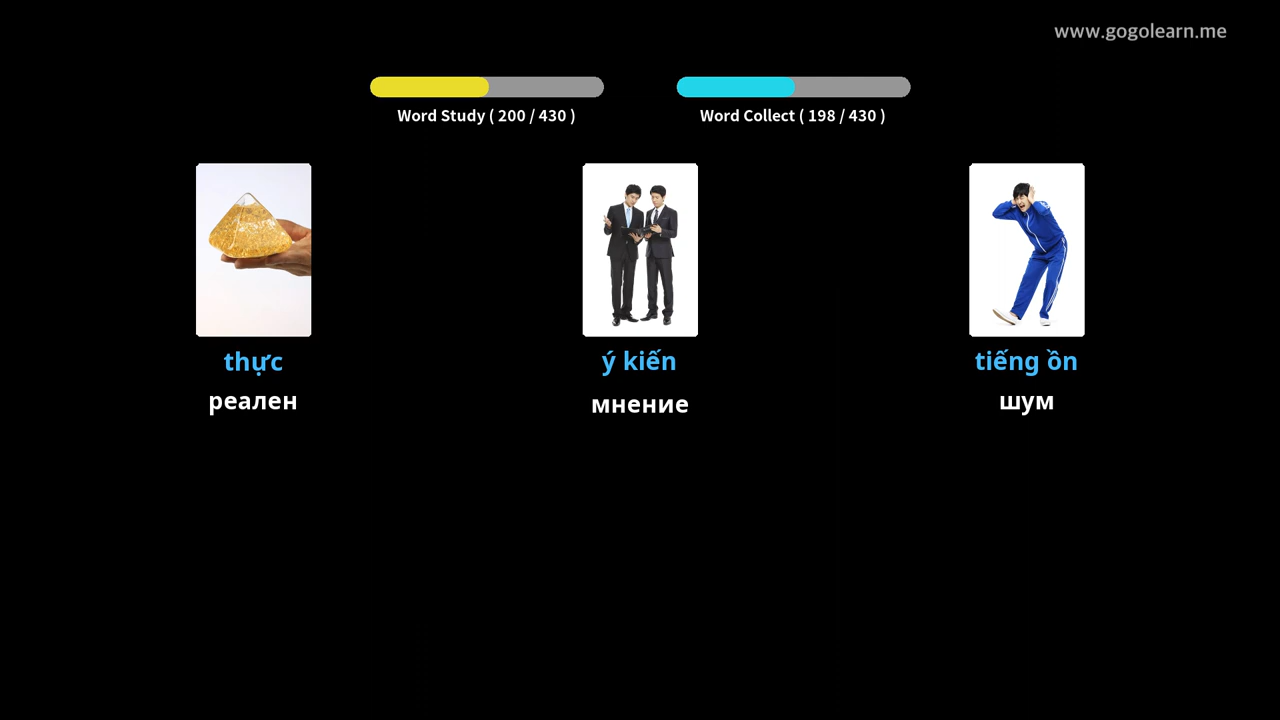 www.gogolearn.me
Word Study ( 200 / 430 )
Word Collect ( 198 / 430 )
thực
ý kiến
tiếng ồn
реален
мнение
шум